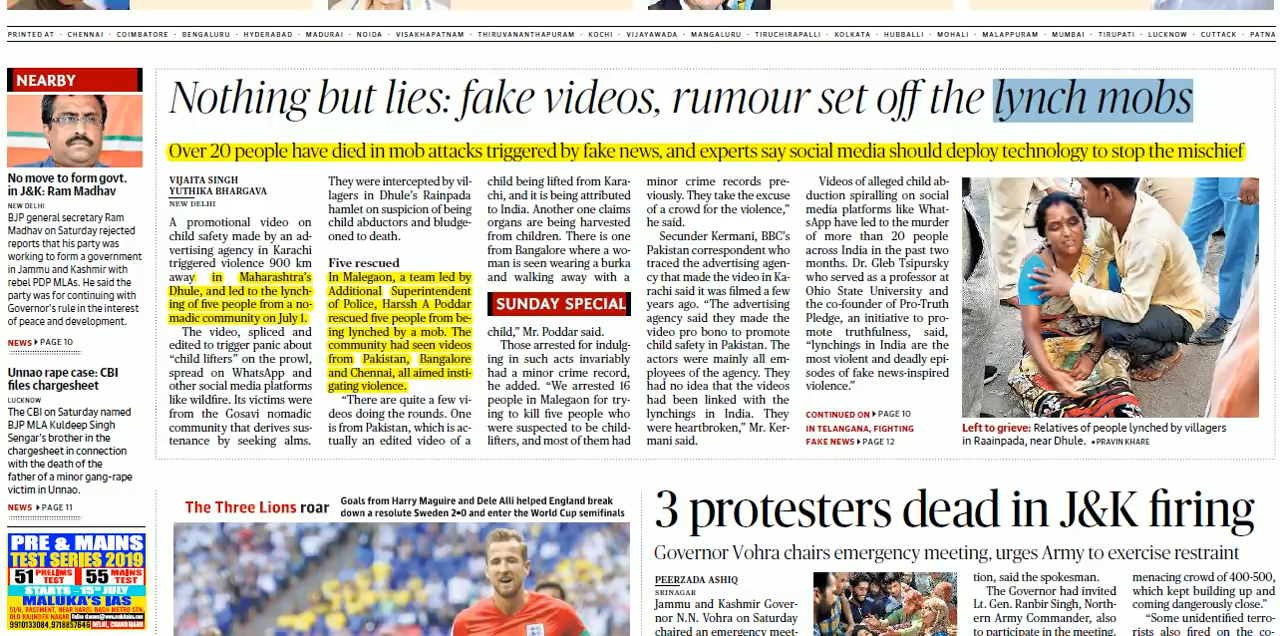 PRINTED AT · CHENNAI · COIMBATORE · BENGALURU · HYDERABAD · MADURAI · NOIDA · VISAKHAPATNAM · THIRUVANANTHAPURAM · KOCHI · VIJAYAWADA · MANGALURU · TIRUCHIRAPALLI · KOLKATA · HUBBALLI · MOHALI · MALAPPURAM · MUMBAI · TIRUPATI · LUCKNOW · CUTTACK · PATNA
NEARBY
No move to form govt.
in J&K: Ram Madhav
NEW DELHI
BJP general secretary Ram
Madhav on Saturday rejected
reports that his party was
working to form a government
in Jammu and Kashmir with
rebel PDP MLAs. He said the
party was for continuing with
Governor's rule in the interest
of peace and development.
NEWS PAGE 10
Unnao rape case: CBI
files chargesheet
LUCKNOW
The CBI on Saturday named
BJP MLA Kuldeep Singh
Sengar's brother in the
chargesheet in connection
with the death of the
father of a minor gang-rape
victim in Unnao.
NEWS PAGE 11
PRE & MAINS
TEST SERIES 2019
51 PRELIMS TEST 55 MAINS TEST
STARTS - 15th JULY
MALUKA'S IAS
51/6, BASEMENT, NEAR KAROL BAGH METRO STN,
OLD RAJINDER NAGAR
9910133084, 9718857646 DELHI, CHANDIGARH
Nothing but lies: fake videos, rumour set off the lynch mobs
Over 20 people have died in mob attacks triggered by fake news, and experts say social media should deploy technology to stop the mischief
VIJAITA SINGH
YUTHIKA BHARGAVA
NEW DELHI
A promotional video on
child safety made by an ad-
vertising agency in Karachi
triggered violence 900 km
away in Maharashtra's
Dhule, and led to the lynch-
ing of five people from a no-
madic community on July 1.
The video, spliced and
edited to trigger panic about
"child lifters" on the prowl,
spread on WhatsApp and
other social media platforms
like wildfire. Its victims were
from the Gosavi nomadic
community that derives sus-
tenance by seeking alms.
They were intercepted by vil-
lagers in Dhule's Rainpada
hamlet on suspicion of being
child abductors and bludge-
oned to death.
Five rescued
In Malegaon, a team led by
Additional Superintendent
of Police, Harssh A Poddar
rescued five people from be-
ing lynched by a mob. The
community had seen videos
from Pakistan, Bangalore
and Chennai, all aimed insti-
gating violence.
"There are quite a few vi-
deos doing the rounds. One
is from Pakistan, which is ac-
tually an edited video of a
child being lifted from Kara-
chi, and it is being attributed
to India. Another one claims
organs are being harvested
from children. There is one
from Bangalore where a wo-
man is seen wearing a burka
and walking away with a
SUNDAY SPECIAL
child," Mr. Poddar said.
Those arrested for indulg-
ing in such acts invariably
had a minor crime record,
he added. "We arrested 16
people in Malegaon for try-
ing to kill five people who
were suspected to be child-
lifters, and most of them had
minor crime records pre-
viously. They take the excuse
of a crowd for the violence,"
he said.
Secunder Kermani, BBC's
Pakistan correspondent who
traced the advertising agen-
cy that made the video in Ka-
rachi said it was filmed a few
years ago. "The advertising
agency said they made the
video pro bono to promote
child safety in Pakistan. The
actors were mainly all em-
ployees of the agency. They
had no idea that the videos
had been linked with the
lynchings in India. They
were heartbroken," Mr. Ker-
mani said.
Videos of alleged child ab-
duction spiralling on social
media platforms like What-
sApp have led to the murder
of more than 20 people
across India in the past two
months. Dr. Gleb Tsipursky
who served as a professor at
Ohio State University and
the co-founder of Pro-Truth
Pledge, an initiative to pro-
mote truthfulness, said,
"lynchings in India are the
most violent and deadly epi-
sodes of fake news-inspired
violence."
CONTINUED ON PAGE 10
IN TELANGANA, FIGHTING
FAKE NEWS PAGE 12
Left to grieve: Relatives of people lynched by villagers
in Raainpada, near Dhule. •PRAVIN KHARE
The Three Lions roar
Goals from Harry Maguire and Dele Alli helped England break
down a resolute Sweden 2-0 and enter the World Cup semifinals
3 protesters dead in J&K firing
Governor Vohra chairs emergency meeting, urges Army to exercise restraint
PEERZADA ASHIQ
SRINAGAR
Jammu and Kashmir Gover-
nor N.N. Vohra on Saturday
chaired an emergency meet-
tion, said the spokesman.
The Governor had invited
Lt. Gen. Ranbir Singh, North-
ern Army Commander, also
to participate in the meeting.
menacing crowd of 400-500,
which kept building up and
coming dangerously close."
"Some unidentified terro-
rists also fired on the